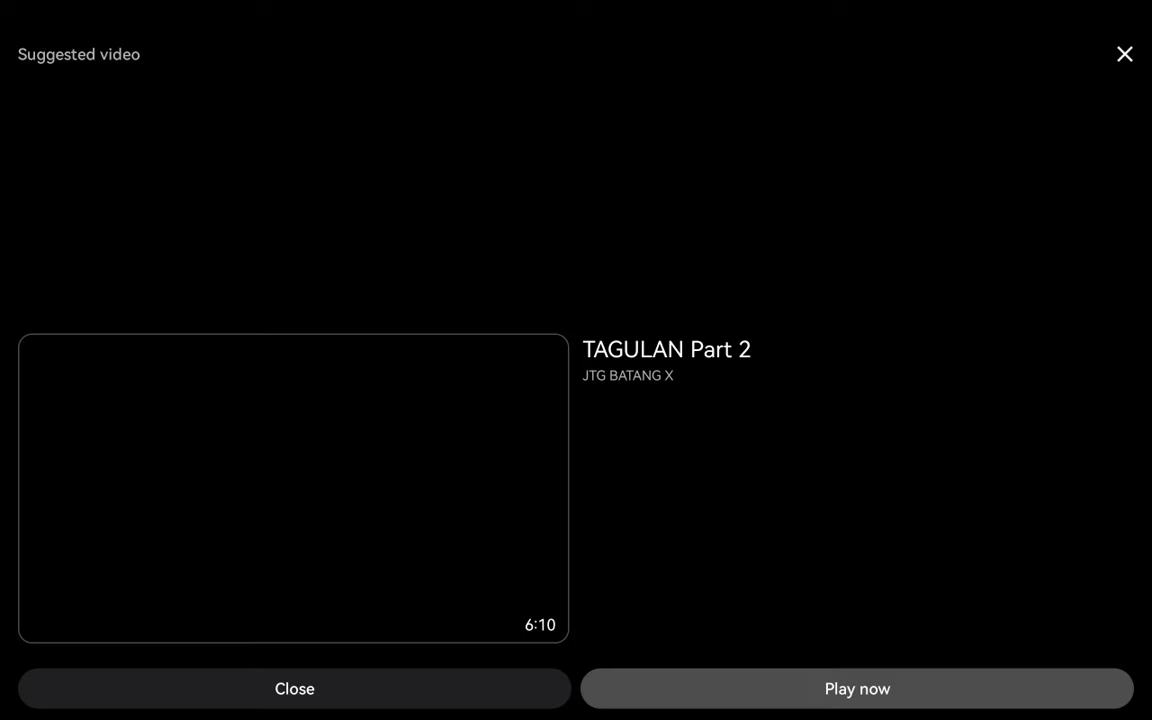 Suggested video
TAGULAN Part 2
JTG BATANG X
6:10
Close
Play now